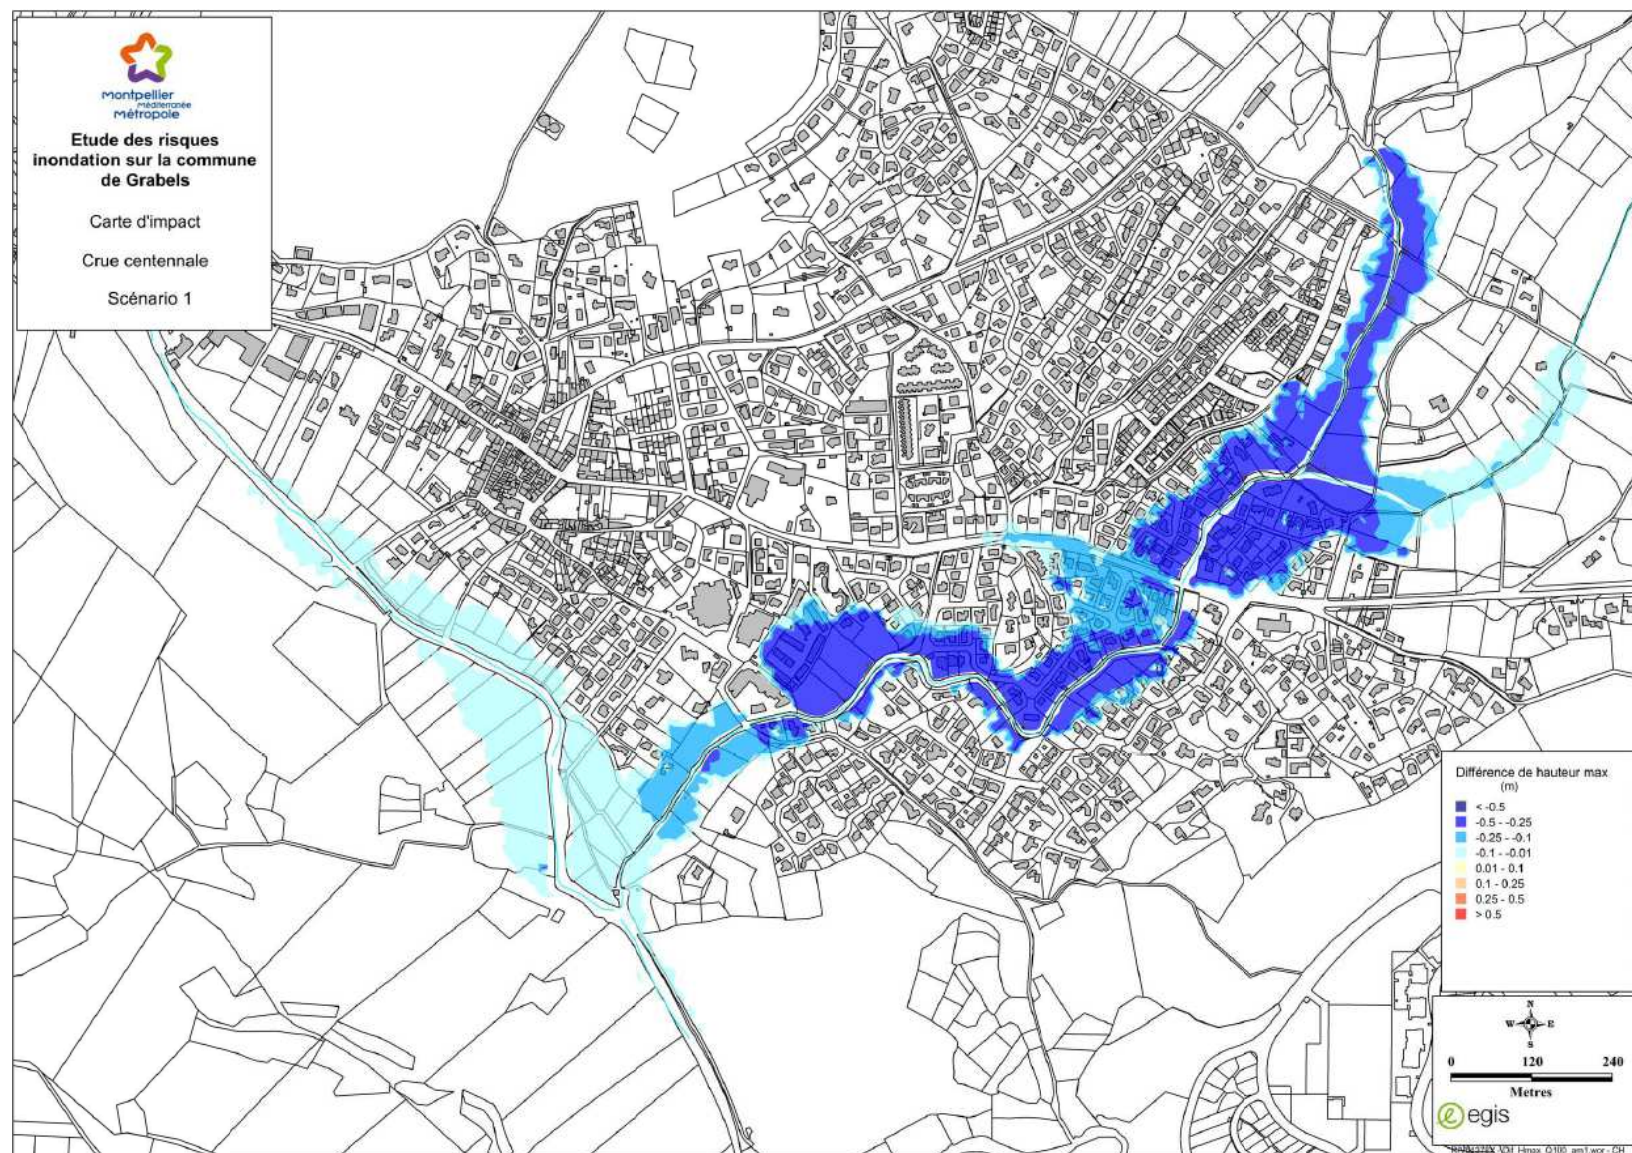 montpellier
méditerranée
métropole
Etude des risques
inondation sur la commune
de Grabels
Carte d'impact
Crue centennale
Scénario 1
Différence de hauteur max
(m)
< -0.5
-0.5 - -0.25
-0.25 - -0.1
-0.1 - -0.01
0.01 - 0.1
0.1 - 0.25
0.25 - 0.5
> 0.5
N
W E
S
0 120 240
Metres
egis